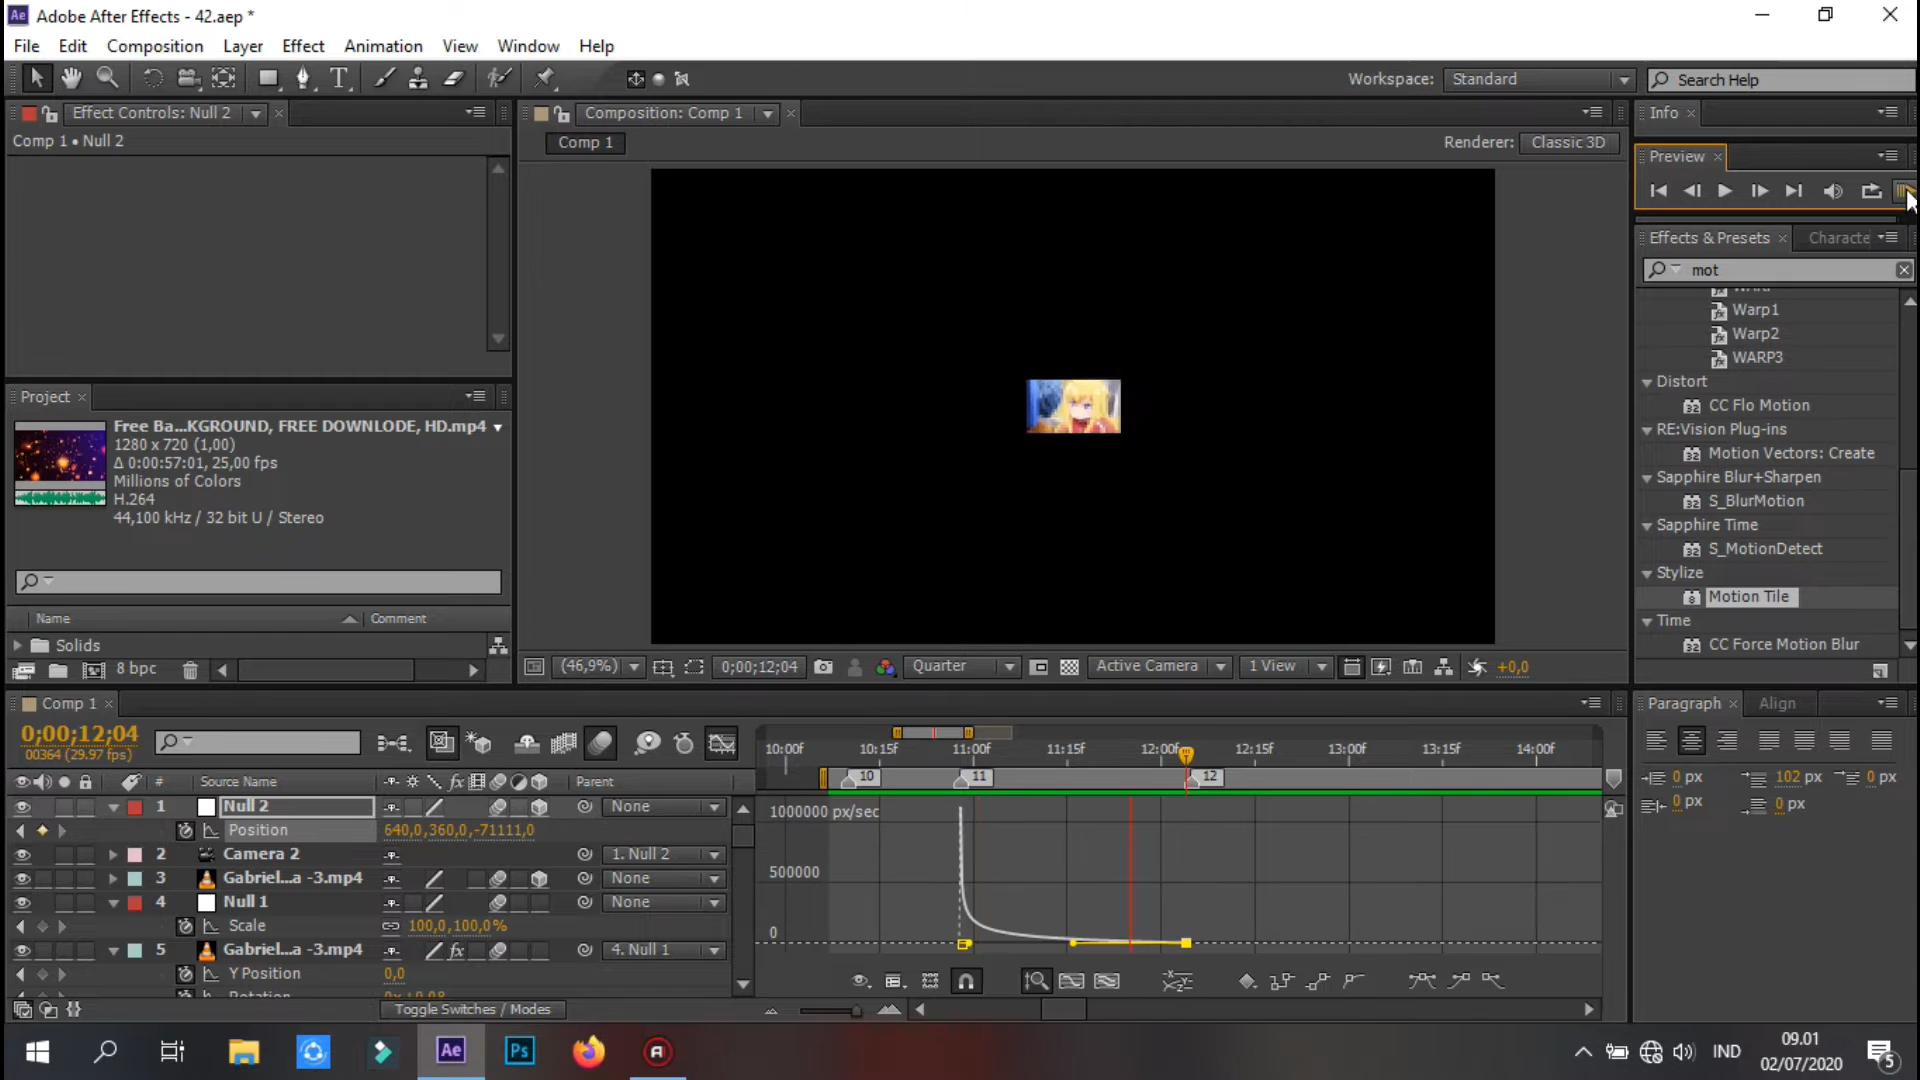 Ae Adobe After Effects - 42.aep *
File Edit Composition Layer Effect Animation View Window Help
Workspace: Standard
Search Help
Effect Controls: Null 2
Comp 1 • Null 2
Composition: Comp 1
Comp 1
Renderer: Classic 3D
Info
Preview
Effects & Presets
Characte
mot
Warp1
Warp2
WARP3
Distort
CC Flo Motion
RE:Vision Plug-ins
Motion Vectors: Create
Sapphire Blur+Sharpen
S_BlurMotion
Sapphire Time
S_MotionDetect
Stylize
Motion Tile
Time
CC Force Motion Blur
Project
Free Ba...KGROUND, FREE DOWNLODE, HD.mp4
1280 x 720 (1,00)
Δ 0:00:57:01, 25,00 fps
Millions of Colors
H.264
44,100 kHz / 32 bit U / Stereo
Name Comment
Solids
8 bpc
(46,9%) 0;00;12;04 Quarter Active Camera 1 View +0,0
Comp 1
0;00;12;04
00364 (29.97 fps)
# Source Name Parent
1 Null 2 None
Position 640,0,360,0,-71111,0
2 Camera 2 1. Null 2
3 Gabriel...a -3.mp4 None
4 Null 1 None
Scale 100,0,100,0%
5 Gabriel...a -3.mp4 4. Null 1
Y Position 0,0
Toggle Switches / Modes
10:00f 10:15f 11:00f 11:15f 12:00f 12:15f 13:00f 13:15f 14:00f
10 11 12
1000000 px/sec
500000
0
Paragraph Align
0 px 102 px 0 px
0 px 0 px
Ae Ps
IND
09.01
02/07/2020
5